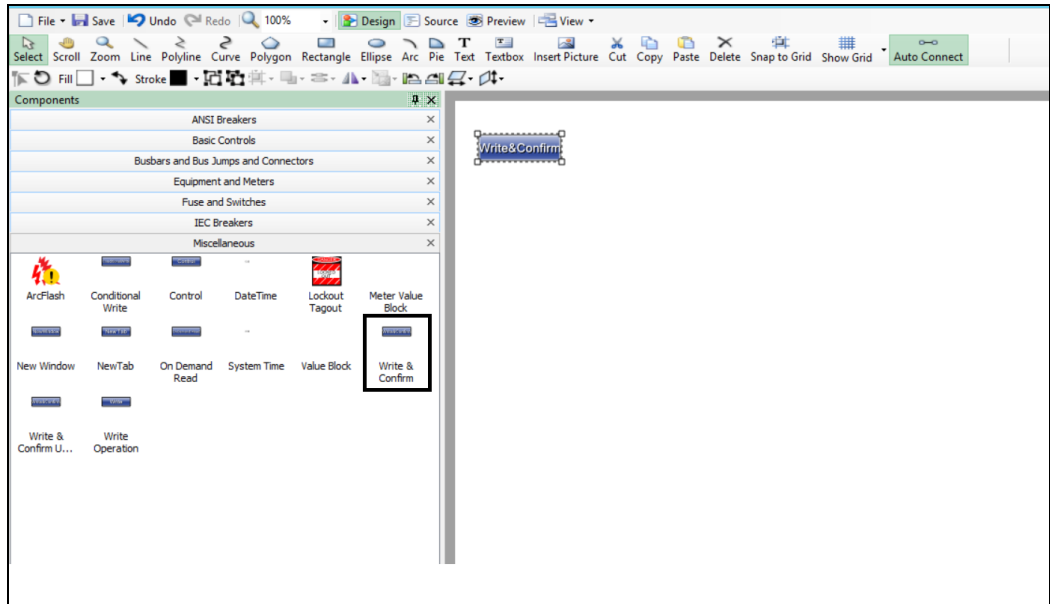 File Save Undo Redo 100% Design Source Preview View
Select Scroll Zoom Line Polyline Curve Polygon Rectangle Ellipse Arc Pie Text Textbox Insert Picture Cut Copy Paste Delete Snap to Grid Show Grid Auto Connect
Fill Stroke
Components
ANSI Breakers
Basic Controls
Busbars and Bus Jumps and Connectors
Equipment and Meters
Fuse and Switches
IEC Breakers
Miscellaneous
ArcFlash Conditional Control DateTime Lockout Meter Value
Write Tagout Block
New Window NewTab On Demand System Time Value Block Write &
Read Confirm
Write & Write
Confirm U... Operation
Write&Confirm